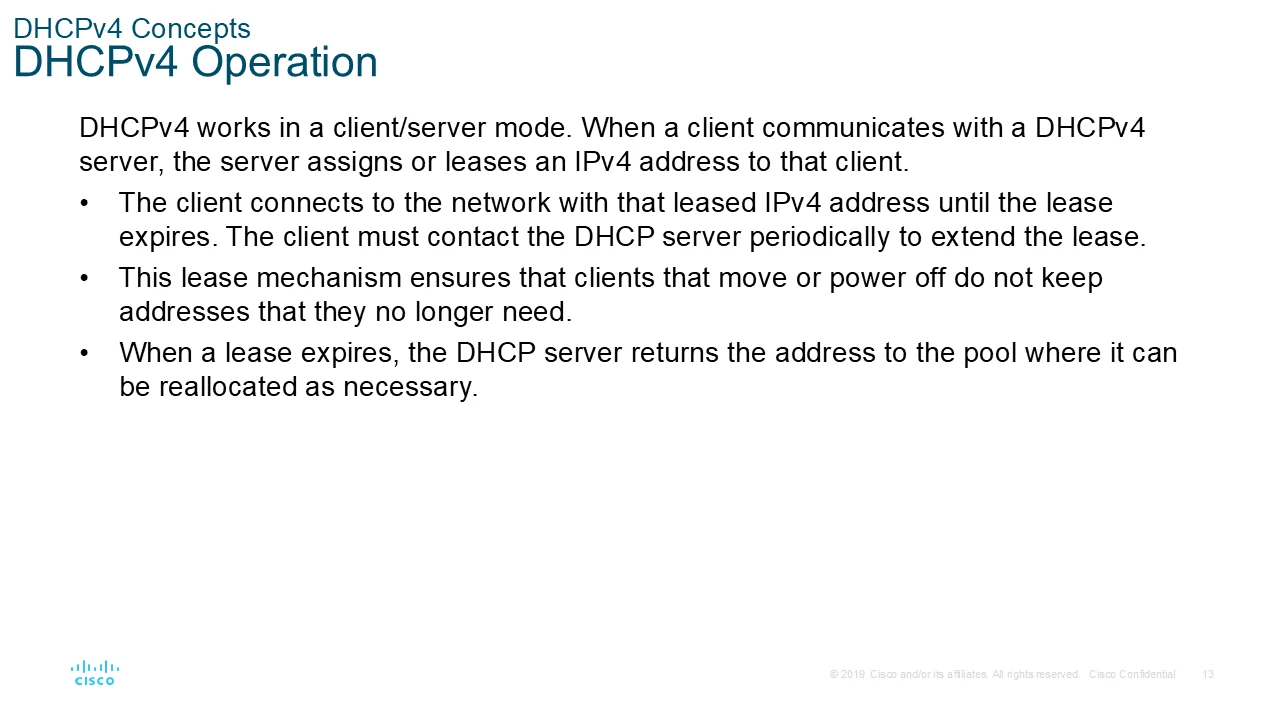 DHCPv4 Concepts
DHCPv4 Operation
DHCPv4 works in a client/server mode. When a client communicates with a DHCPv4
server, the server assigns or leases an IPv4 address to that client.
• The client connects to the network with that leased IPv4 address until the lease
expires. The client must contact the DHCP server periodically to extend the lease.
• This lease mechanism ensures that clients that move or power off do not keep
addresses that they no longer need.
• When a lease expires, the DHCP server returns the address to the pool where it can
be reallocated as necessary.
CISCO
© 2019 Cisco and/or its affiliates. All rights reserved. Cisco Confidential 13